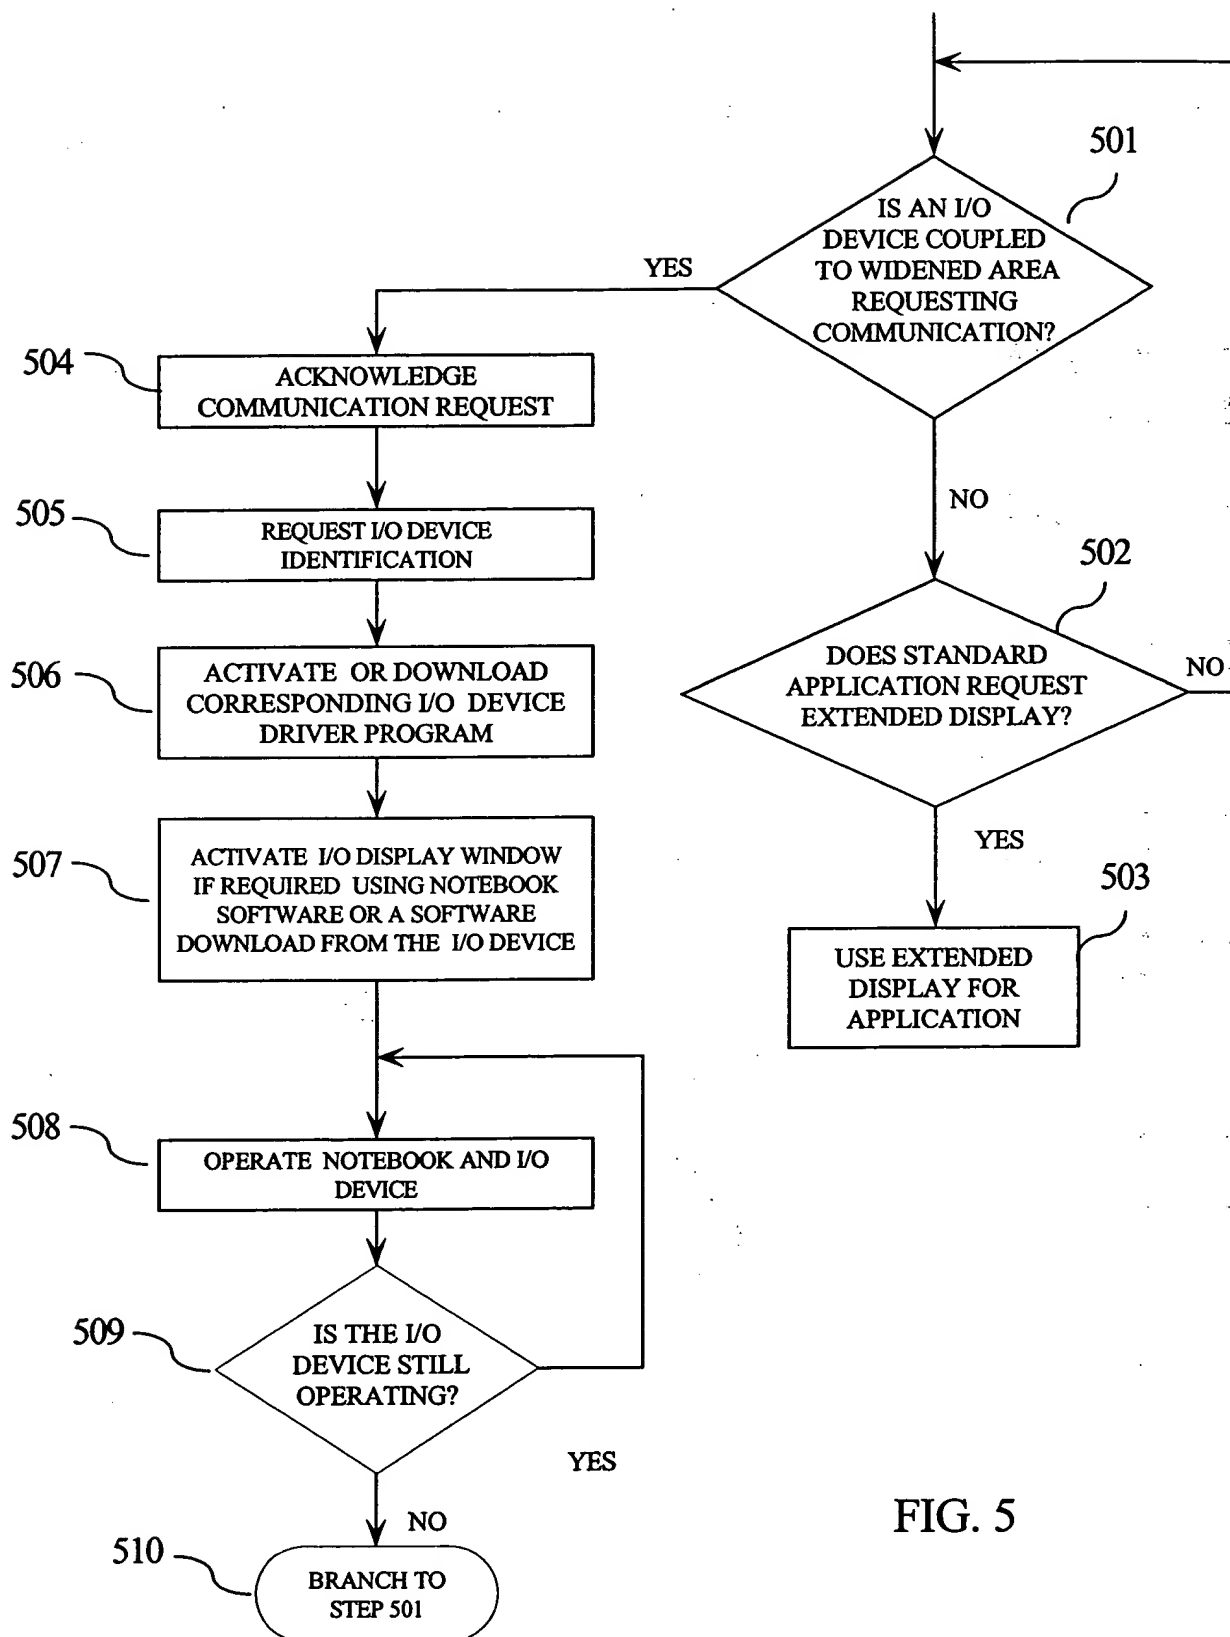 501
IS AN I/O
DEVICE COUPLED
TO WIDENED AREA
REQUESTING
COMMUNICATION?
YES
NO
504
ACKNOWLEDGE
COMMUNICATION REQUEST
505
REQUEST I/O DEVICE
IDENTIFICATION
502
DOES STANDARD
APPLICATION REQUEST
EXTENDED DISPLAY?
NO
YES
506
ACTIVATE OR DOWNLOAD
CORRESPONDING I/O DEVICE
DRIVER PROGRAM
507
ACTIVATE I/O DISPLAY WINDOW
IF REQUIRED USING NOTEBOOK
SOFTWARE OR A SOFTWARE
DOWNLOAD FROM THE I/O DEVICE
503
USE EXTENDED
DISPLAY FOR
APPLICATION
508
OPERATE NOTEBOOK AND I/O
DEVICE
509
IS THE I/O
DEVICE STILL
OPERATING?
YES
NO
510
BRANCH TO
STEP 501
FIG. 5